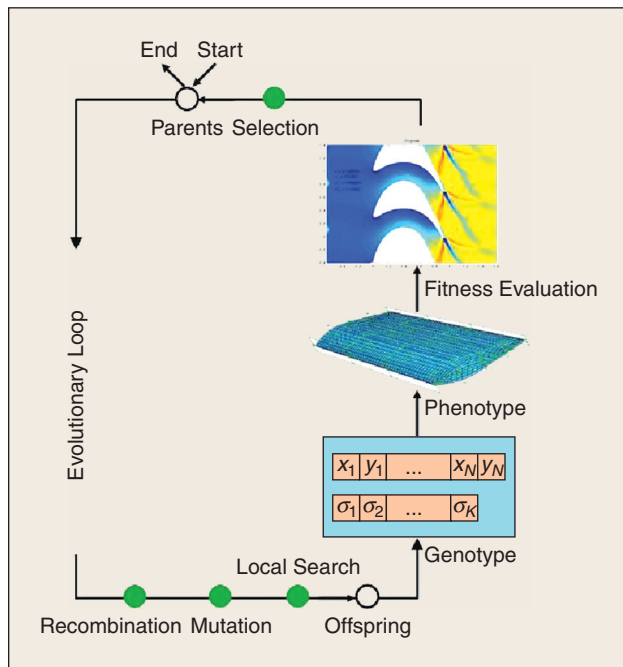 End Start
Parents Selection
Fitness Evaluation
Evolutionary Loop
Phenotype
x1 y1 ... xN yN
σ1 σ2 ... σK
Genotype
Local Search
Recombination Mutation Offspring